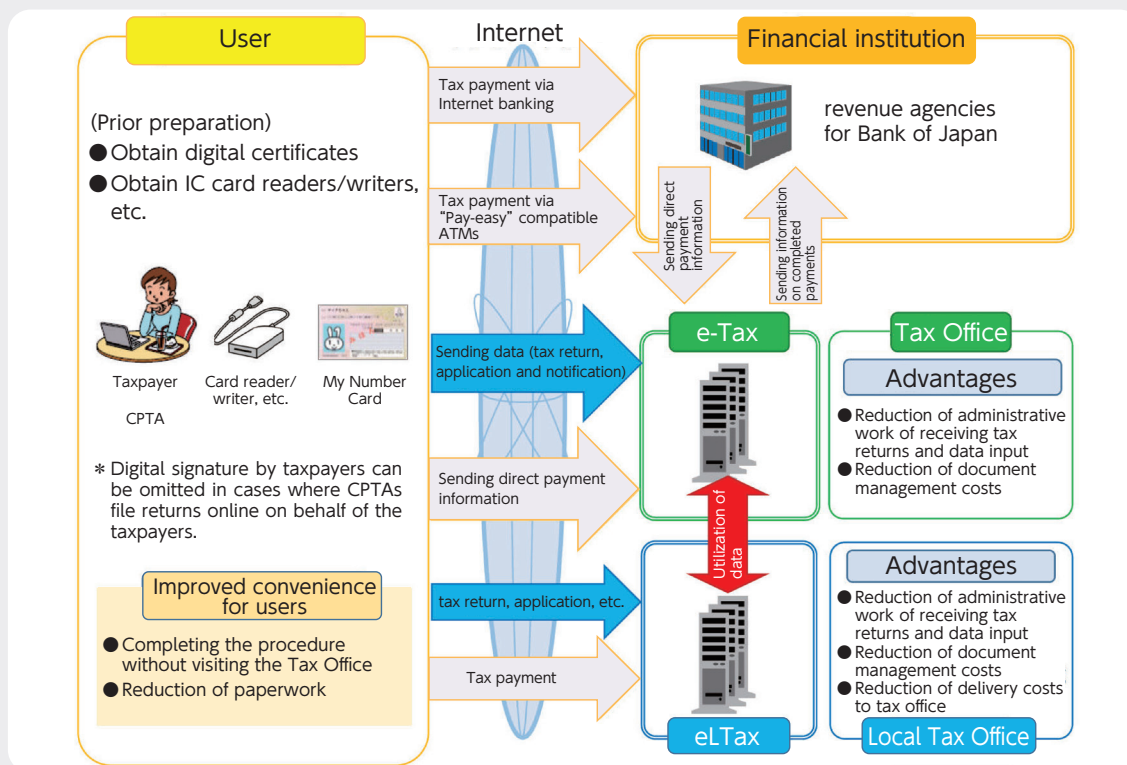 User
(Prior preparation)
● Obtain digital certificates
● Obtain IC card readers/writers,
etc.
Taxpayer
CPTA
Card reader/
writer, etc.
My Number
Card
* Digital signature by taxpayers can
be omitted in cases where CPTAs
file returns online on behalf of the
taxpayers.
Improved convenience
for users
● Completing the procedure
without visiting the Tax Office
● Reduction of paperwork
Internet
Tax payment via
Internet banking
Tax payment via
"Pay-easy" compatible
ATMs
Sending data (tax return,
application and notification)
Sending direct payment
information
tax return, application, etc.
Tax payment
Financial institution
revenue agencies
for Bank of Japan
Sending direct
payment
information
Sending information
on completed
payments
e-Tax
Utilization of
data
eLTax
Tax Office
Advantages
● Reduction of administrative
work of receiving tax
returns and data input
● Reduction of document
management costs
Advantages
● Reduction of administrative
work of receiving tax
returns and data input
● Reduction of document
management costs
● Reduction of delivery costs
to tax office
Local Tax Office